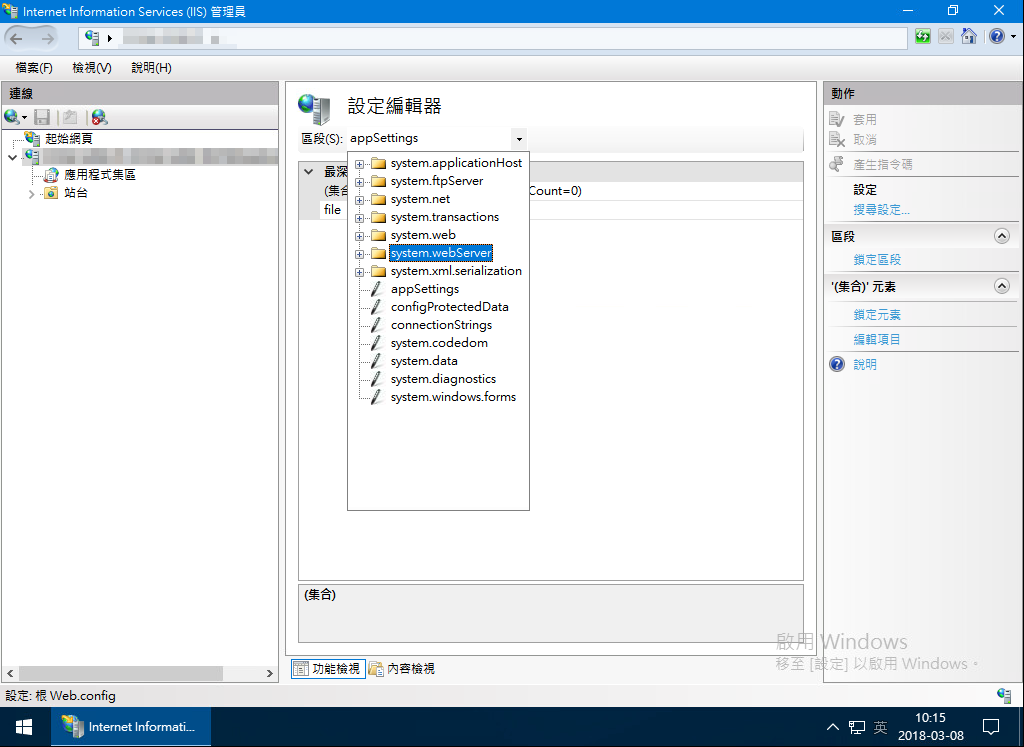 Internet Information Services (IIS) 管理員
檔案(F) 檢視(V) 說明(H)
連線
起始網頁
應用程式集區
站台
設定編輯器
區段(S): appSettings
最深
(集合 Count=0)
file
system.applicationHost
system.ftpServer
system.net
system.transactions
system.web
system.webServer
system.xml.serialization
appSettings
configProtectedData
connectionStrings
system.codedom
system.data
system.diagnostics
system.windows.forms
(集合)
功能檢視 內容檢視
動作
套用
取消
產生指令碼
設定
搜尋設定...
區段
鎖定區段
'(集合)' 元素
鎖定元素
編輯項目
說明
啟用 Windows
移至 [設定] 以啟用 Windows。
設定: 根 Web.config
Internet Informati...
英
10:15
2018-03-08